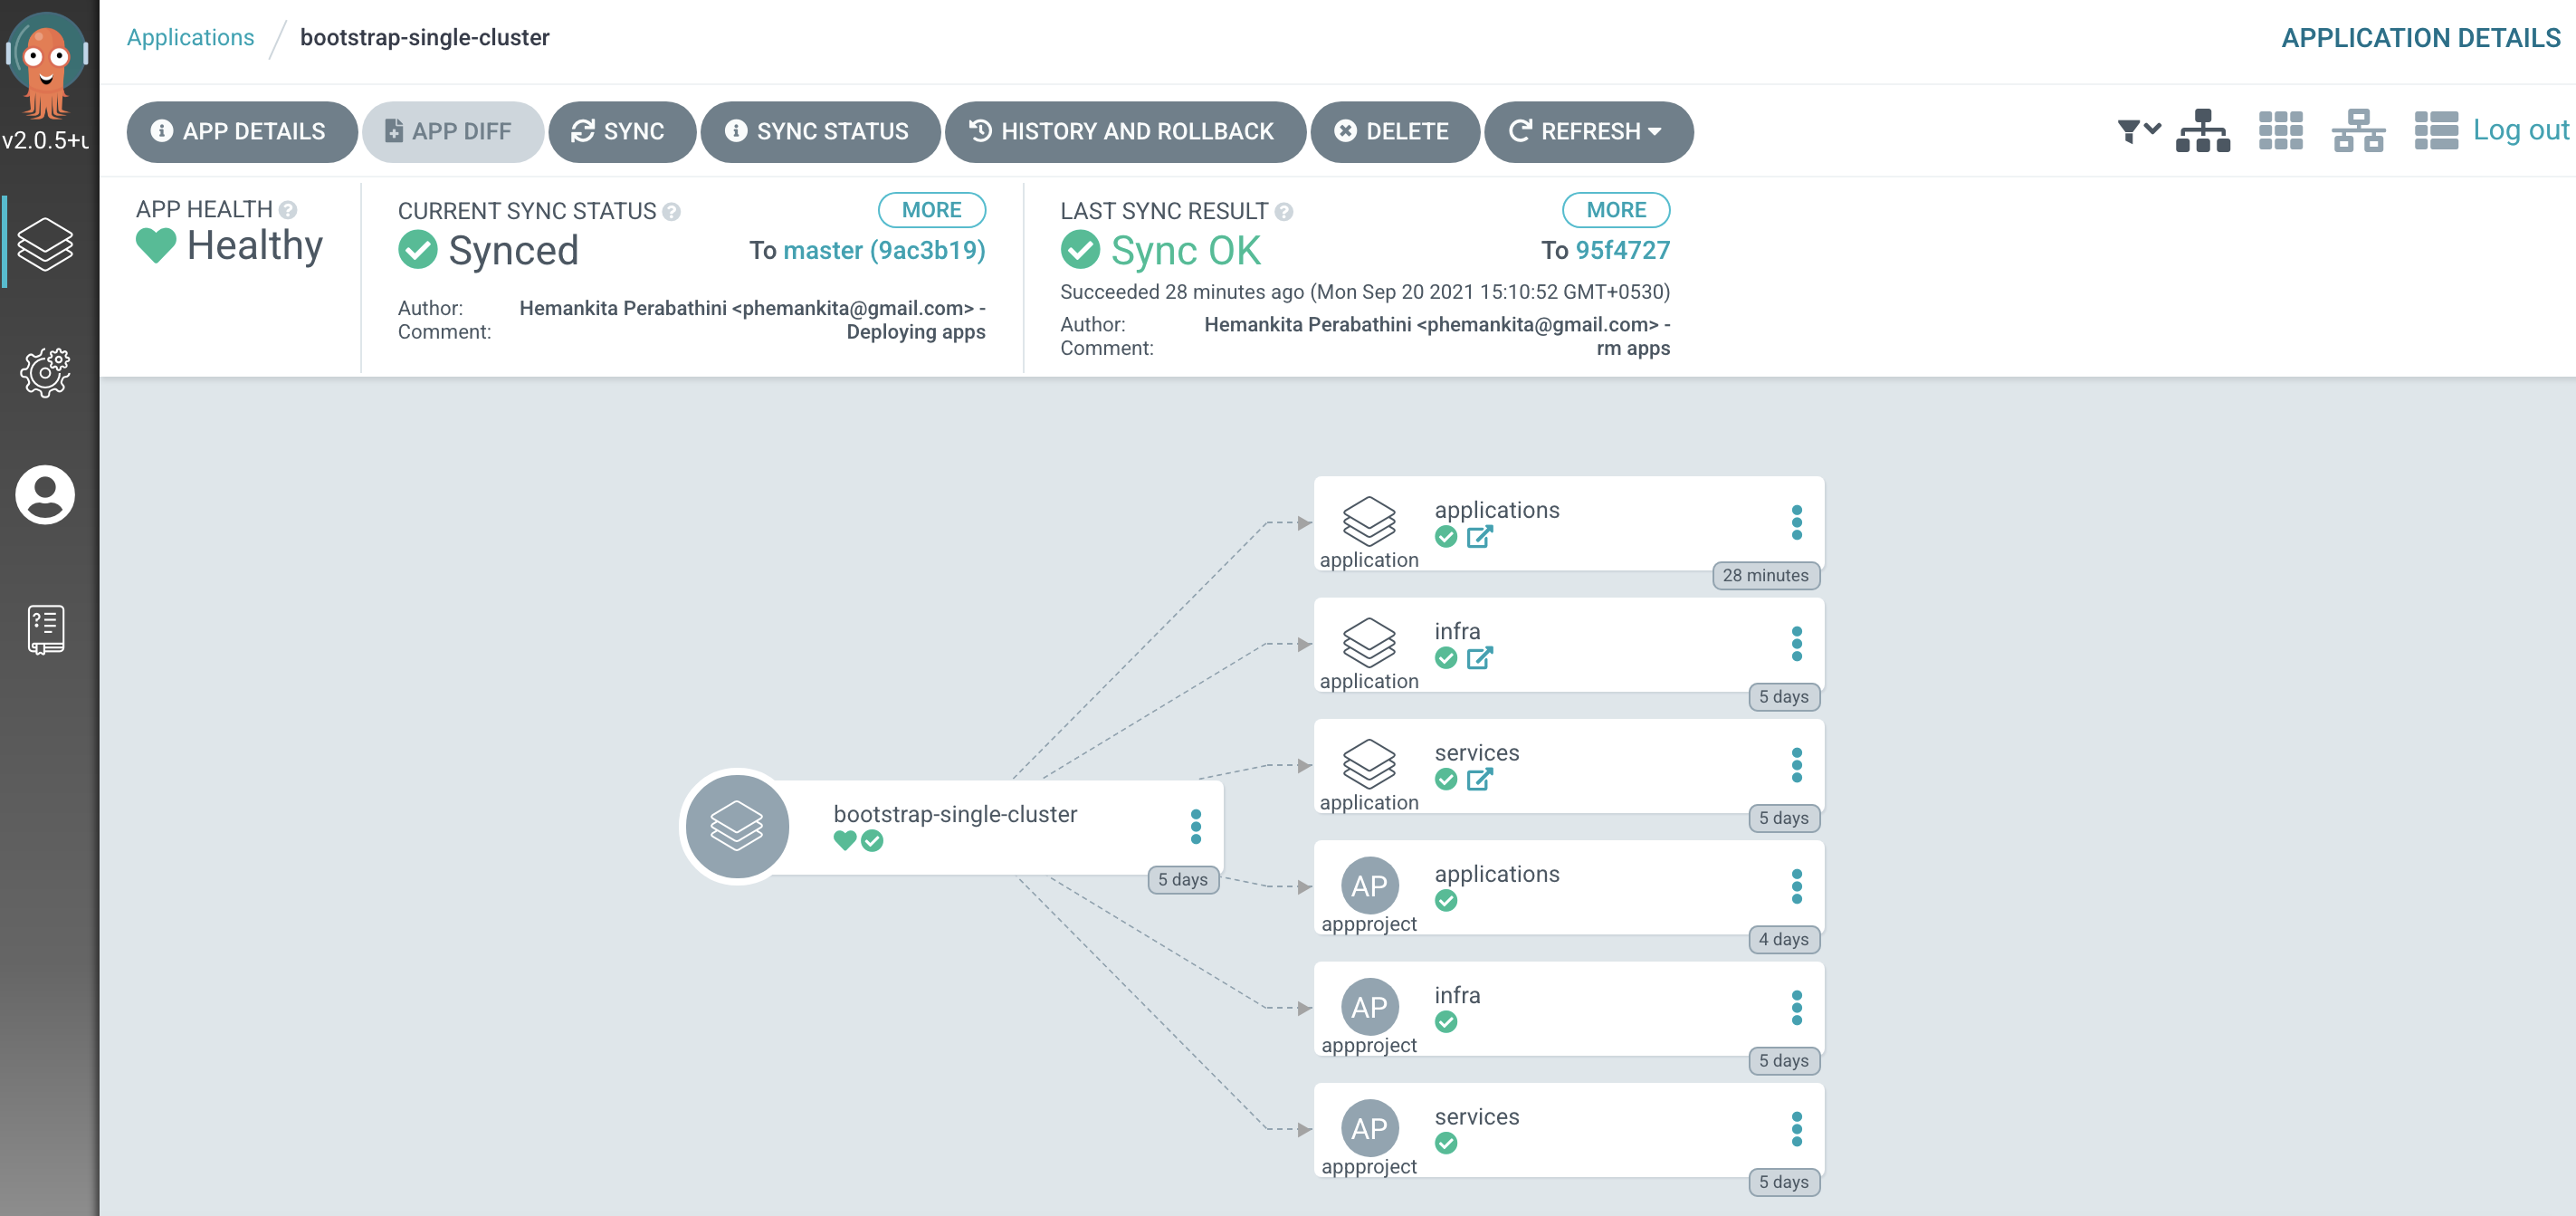 Applications / bootstrap-single-cluster
APPLICATION DETAILS
v2.0.5+u
APP DETAILS
APP DIFF
SYNC
SYNC STATUS
HISTORY AND ROLLBACK
DELETE
REFRESH
Log out
APP HEALTH
Healthy
CURRENT SYNC STATUS
MORE
Synced
To master (9ac3b19)
Author: Hemankita Perabathini <phemankita@gmail.com> -
Comment: Deploying apps
LAST SYNC RESULT
MORE
Sync OK
To 95f4727
Succeeded 28 minutes ago (Mon Sep 20 2021 15:10:52 GMT+0530)
Author: Hemankita Perabathini <phemankita@gmail.com> -
Comment: rm apps
bootstrap-single-cluster
5 days
applications
application
28 minutes
infra
application
5 days
services
application
5 days
AP
applications
appproject
4 days
AP
infra
appproject
5 days
AP
services
appproject
5 days